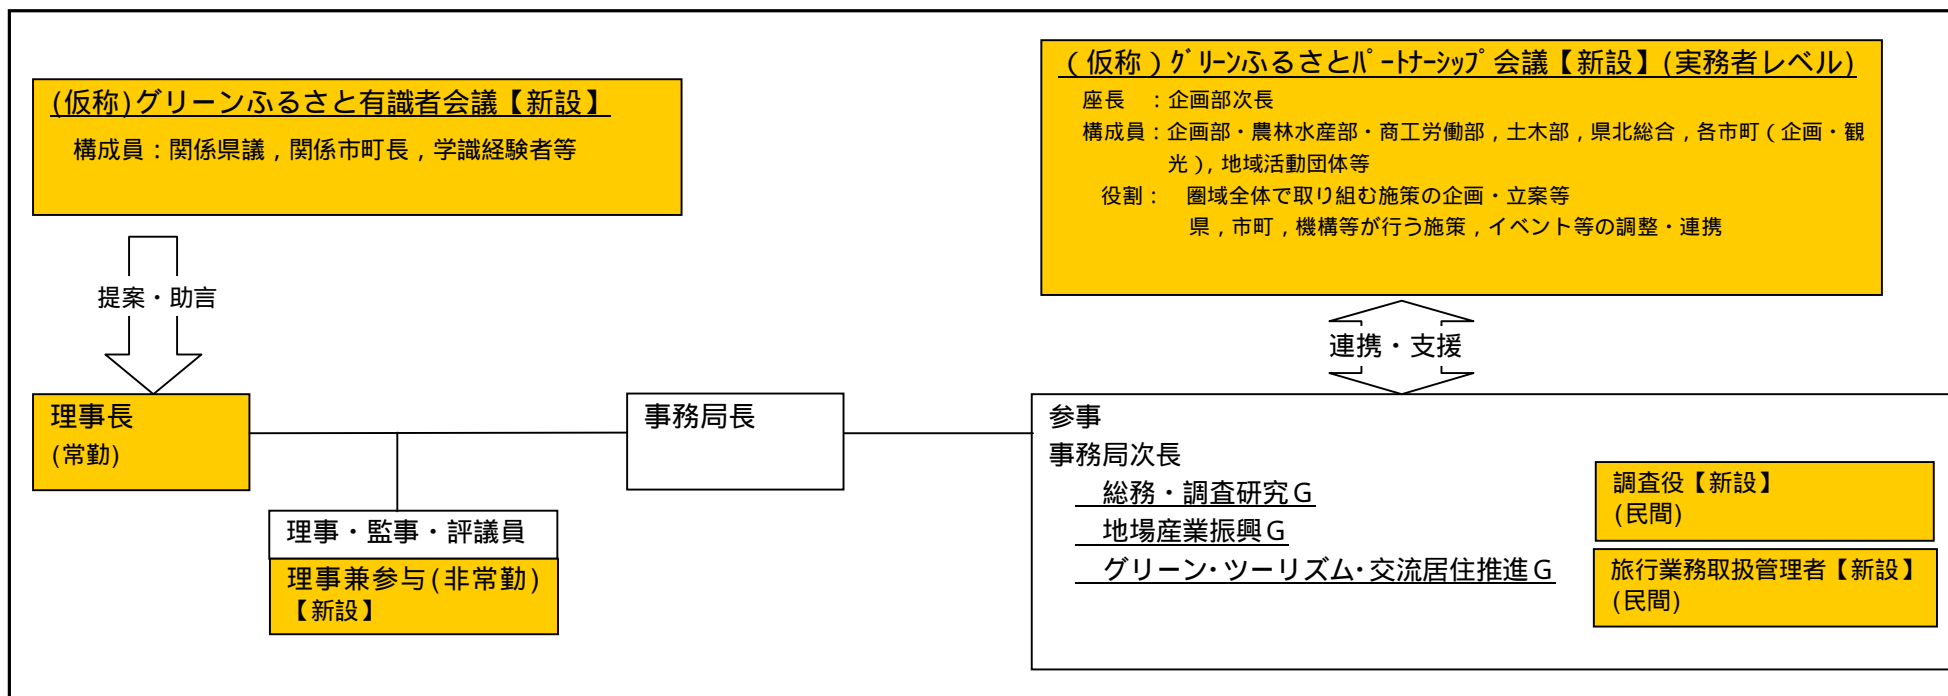 (仮称)グリーンふるさと有識者会議【新設】
構成員：関係県議，関係市町長，学識経験者等
（仮称）ｸﾞﾘｰﾝふるさとﾊﾟｰﾄﾅｰｼｯﾌﾟ会議【新設】(実務者レベル)
座長　：企画部次長
構成員：企画部・農林水産部・商工労働部，土木部，県北総合，各市町（企画・観
光），地域活動団体等
役割：　圏域全体で取り組む施策の企画・立案等
県，市町，機構等が行う施策，イベント等の調整・連携
提案・助言
連携・支援
理事長
(常勤)
事務局長
理事・監事・評議員
理事兼参与(非常勤)
【新設】
参事
事務局次長
総務・調査研究Ｇ
地場産業振興Ｇ
グリーン・ツーリズム・交流居住推進Ｇ
調査役【新設】
(民間)
旅行業務取扱管理者【新設】
(民間)